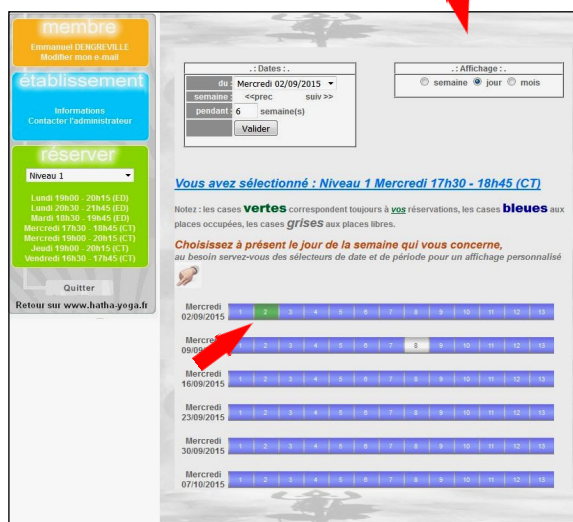 membre
Emmanuel DENGREVILLE
Modifier mon e-mail
établissement
Informations
Contacter l'administrateur
réserver
Niveau 1
Lundi 19h00 - 20h15 (ED)
Lundi 20h30 - 21h45 (ED)
Mardi 18h30 - 19h45 (ED)
Mercredi 17h30 - 18h45 (CT)
Mercredi 19h00 - 20h15 (CT)
Jeudi 19h00 - 20h15 (CT)
Vendredi 16h30 - 17h45 (CT)
Quitter
Retour sur www.hatha-yoga.fr
.: Dates :.
du : Mercredi 02/09/2015
semaine : <<prec suiv >>
pendant : 6 semaine(s)
Valider
.: Affichage :.
semaine jour mois
Vous avez sélectionné : Niveau 1 Mercredi 17h30 - 18h45 (CT)
Notez : les cases vertes correspondent toujours à vos réservations, les cases bleues aux
places occupées, les cases grises aux places libres.
Choisissez à présent le jour de la semaine qui vous concerne,
au besoin servez-vous des sélecteurs de date et de période pour un affichage personnalisé
Mercredi
02/09/2015 1 2 3 4 5 6 7 8 9 10 11 12 13
Mercredi
09/09 2 3 4 5 6 7 8 9 10 11 12 13
Mercredi
16/09/2015 1 2 3 4 5 6 7 8 9 10 11 12 13
Mercredi
23/09/2015 1 2 3 4 5 6 7 8 9 10 11 12 13
Mercredi
30/09/2015 1 2 3 4 5 6 7 8 9 10 11 12 13
Mercredi
07/10/2015 1 2 3 4 5 6 7 8 9 10 11 12 13